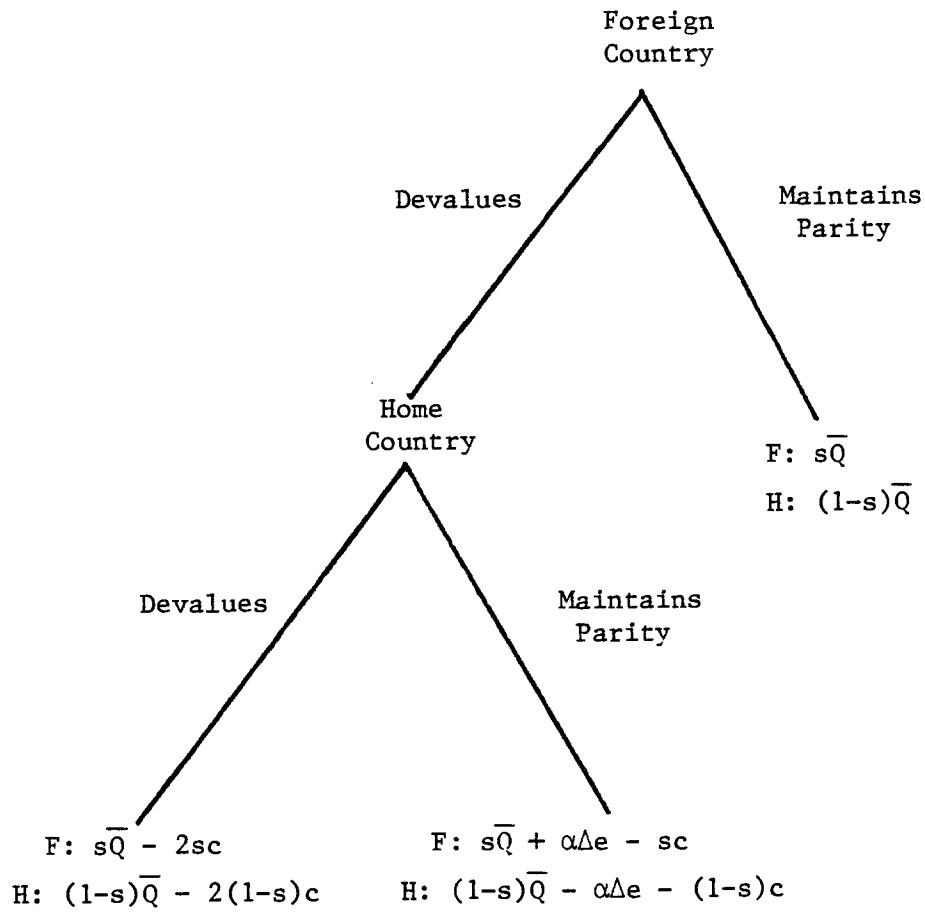 Foreign
Country
Devalues
Maintains
Parity
Home
Country
F: sQ̅
H: (1-s)Q̅
Devalues
Maintains
Parity
F: sQ̅ - 2sc
H: (1-s)Q̅ - 2(1-s)c
F: sQ̅ + αΔe - sc
H: (1-s)Q̅ - αΔe - (1-s)c